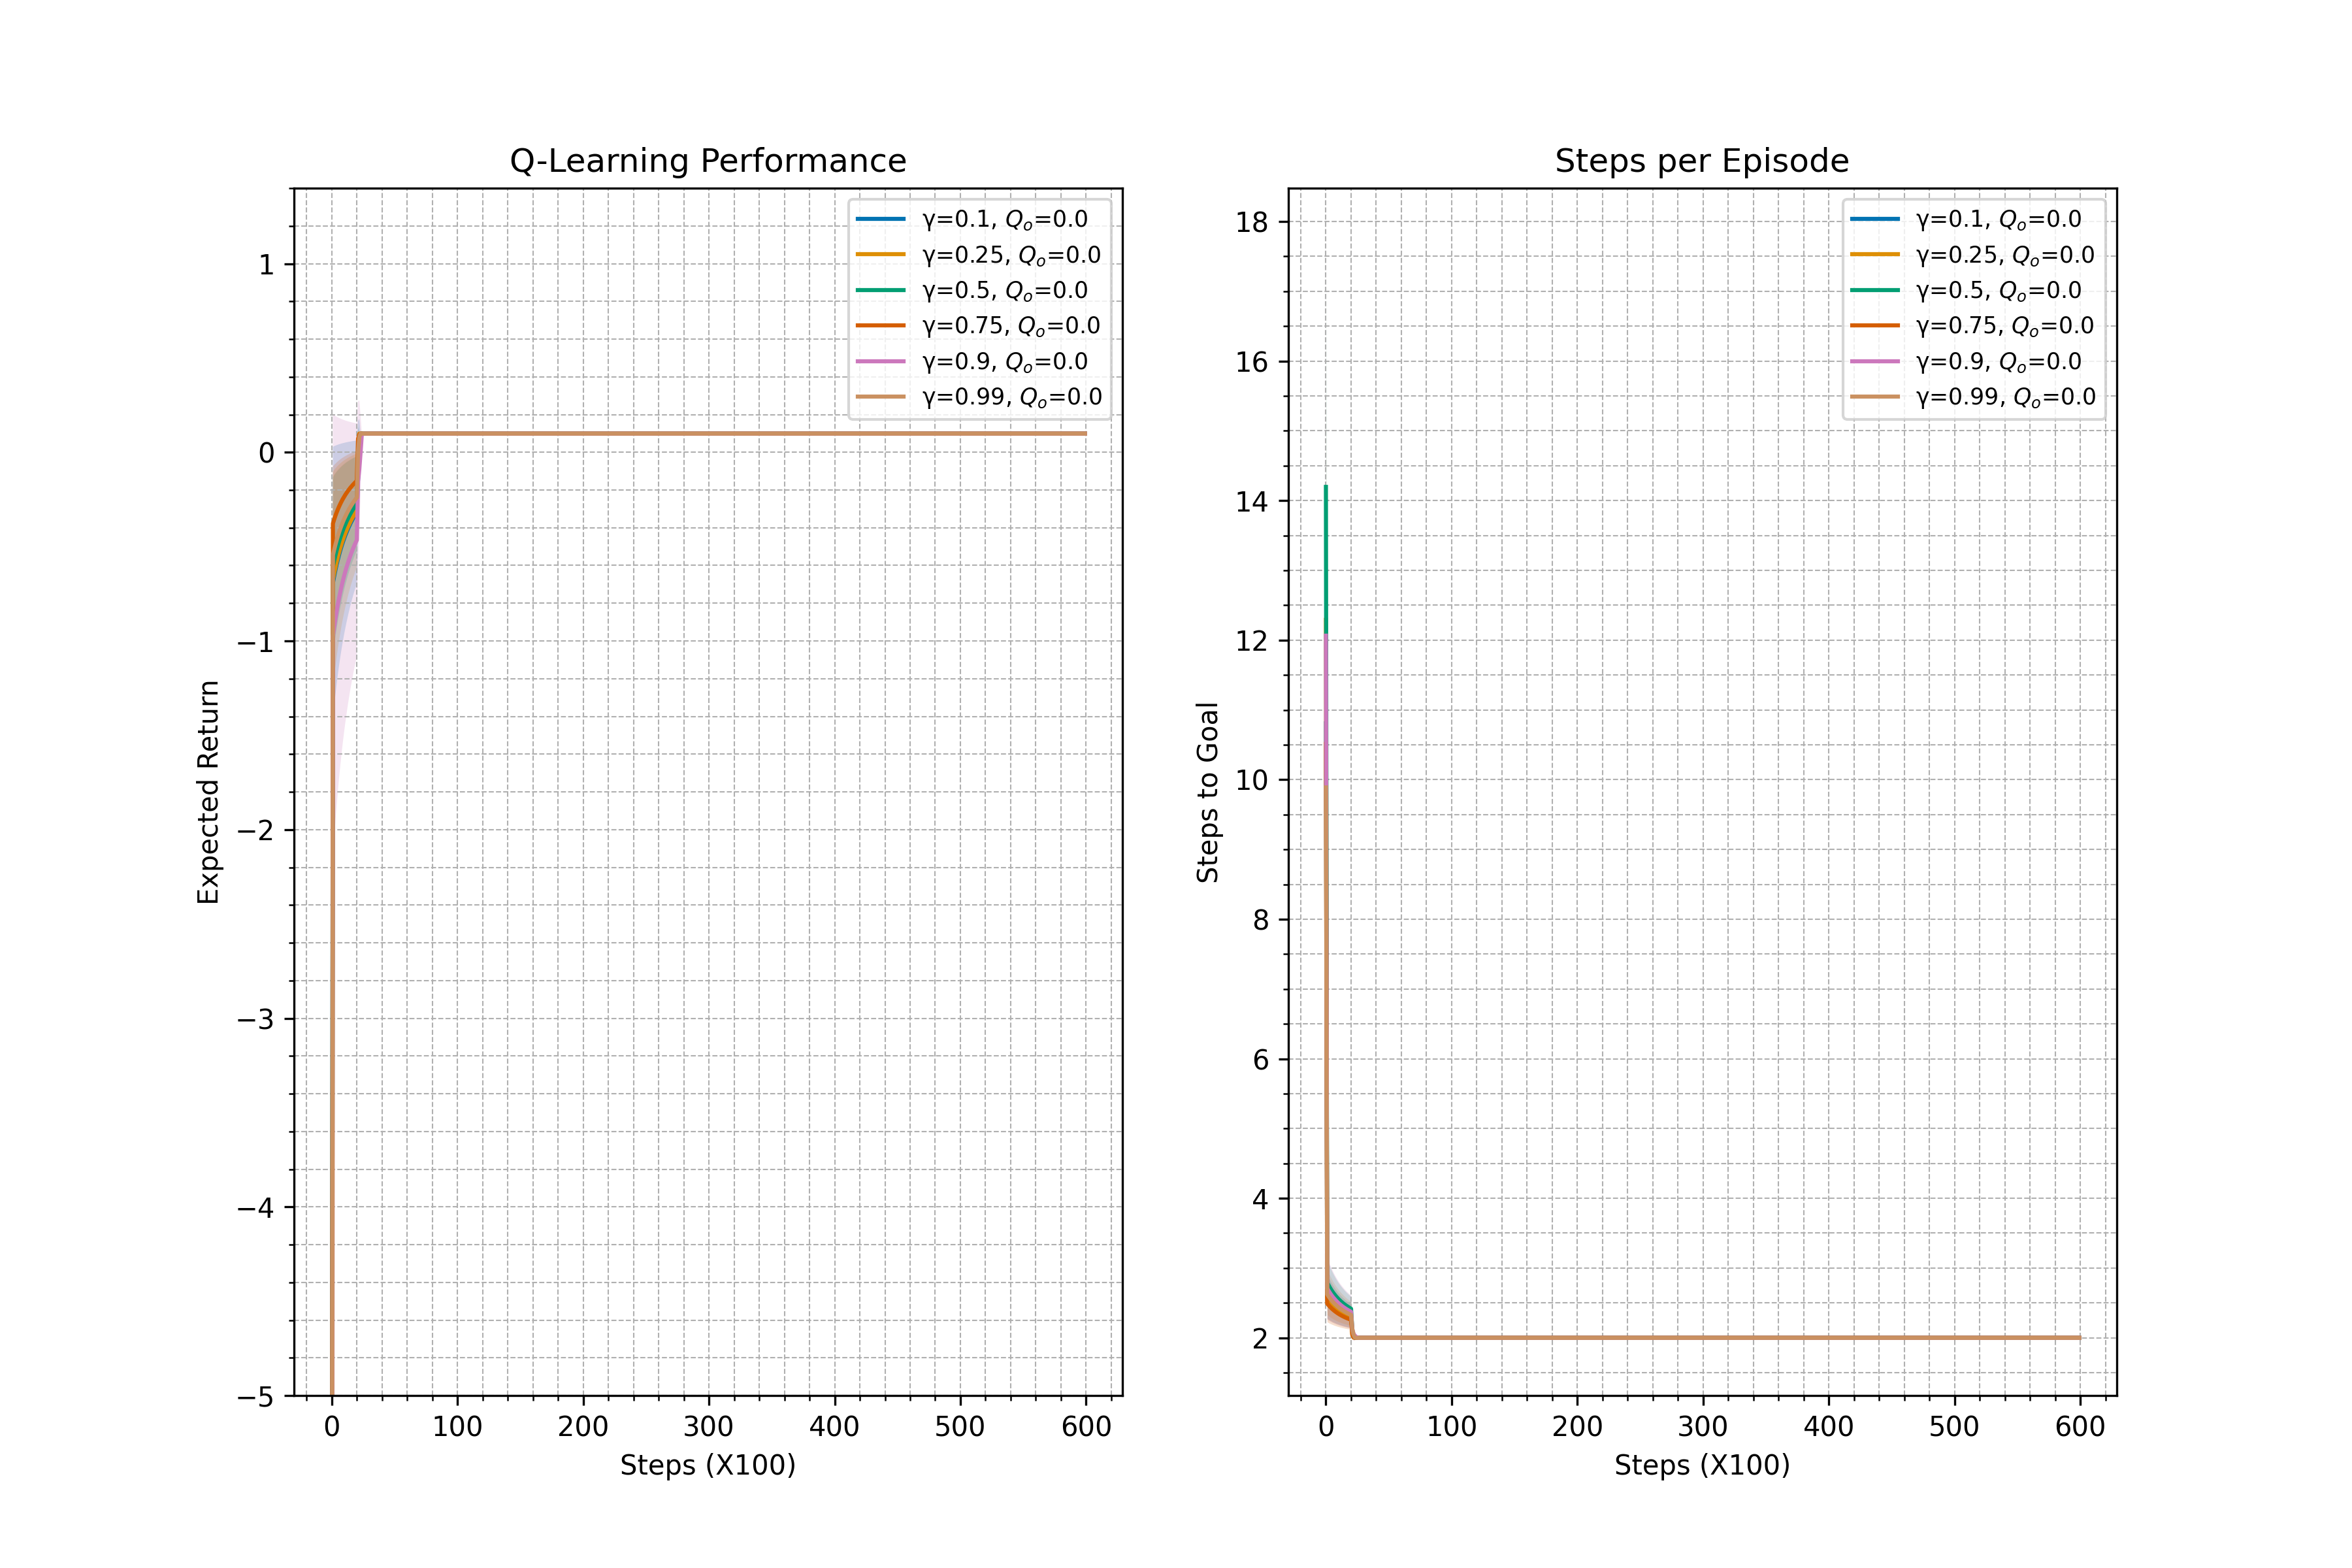 Q-Learning Performance
Expected Return
1
0
−1
−2
−3
−4
−5
γ=0.1, Qₒ=0.0
γ=0.25, Qₒ=0.0
γ=0.5, Qₒ=0.0
γ=0.75, Qₒ=0.0
γ=0.9, Qₒ=0.0
γ=0.99, Qₒ=0.0
0 100 200 300 400 500 600
Steps (X100)
Steps per Episode
Steps to Goal
18
16
14
12
10
8
6
4
2
γ=0.1, Qₒ=0.0
γ=0.25, Qₒ=0.0
γ=0.5, Qₒ=0.0
γ=0.75, Qₒ=0.0
γ=0.9, Qₒ=0.0
γ=0.99, Qₒ=0.0
0 100 200 300 400 500 600
Steps (X100)